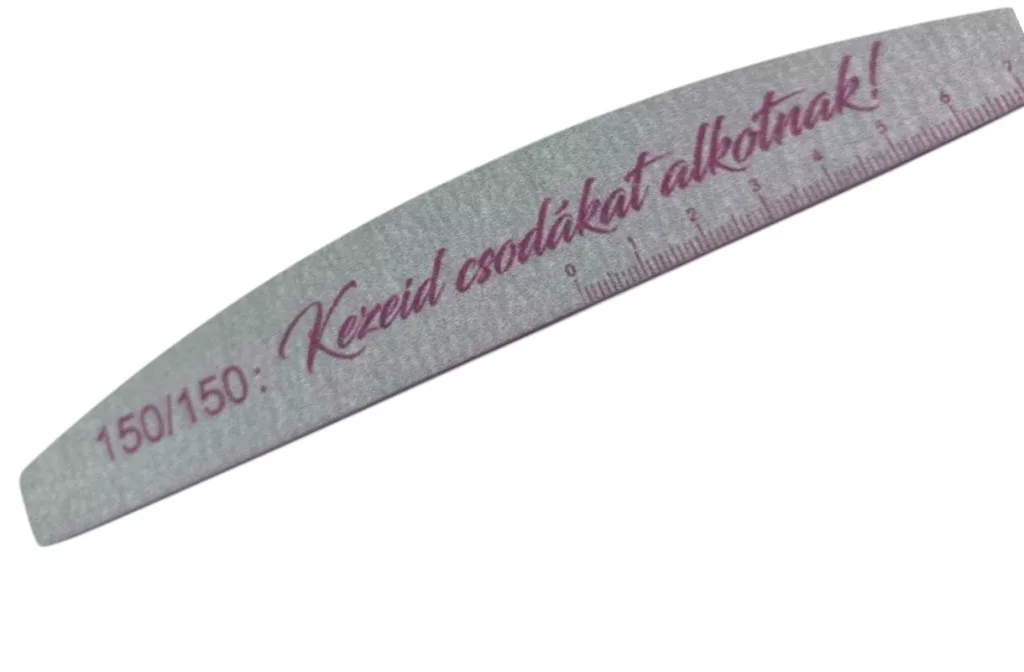 150/150: Kezeid csodákat alkotnak!
0 1 2 3 4 5 6 7